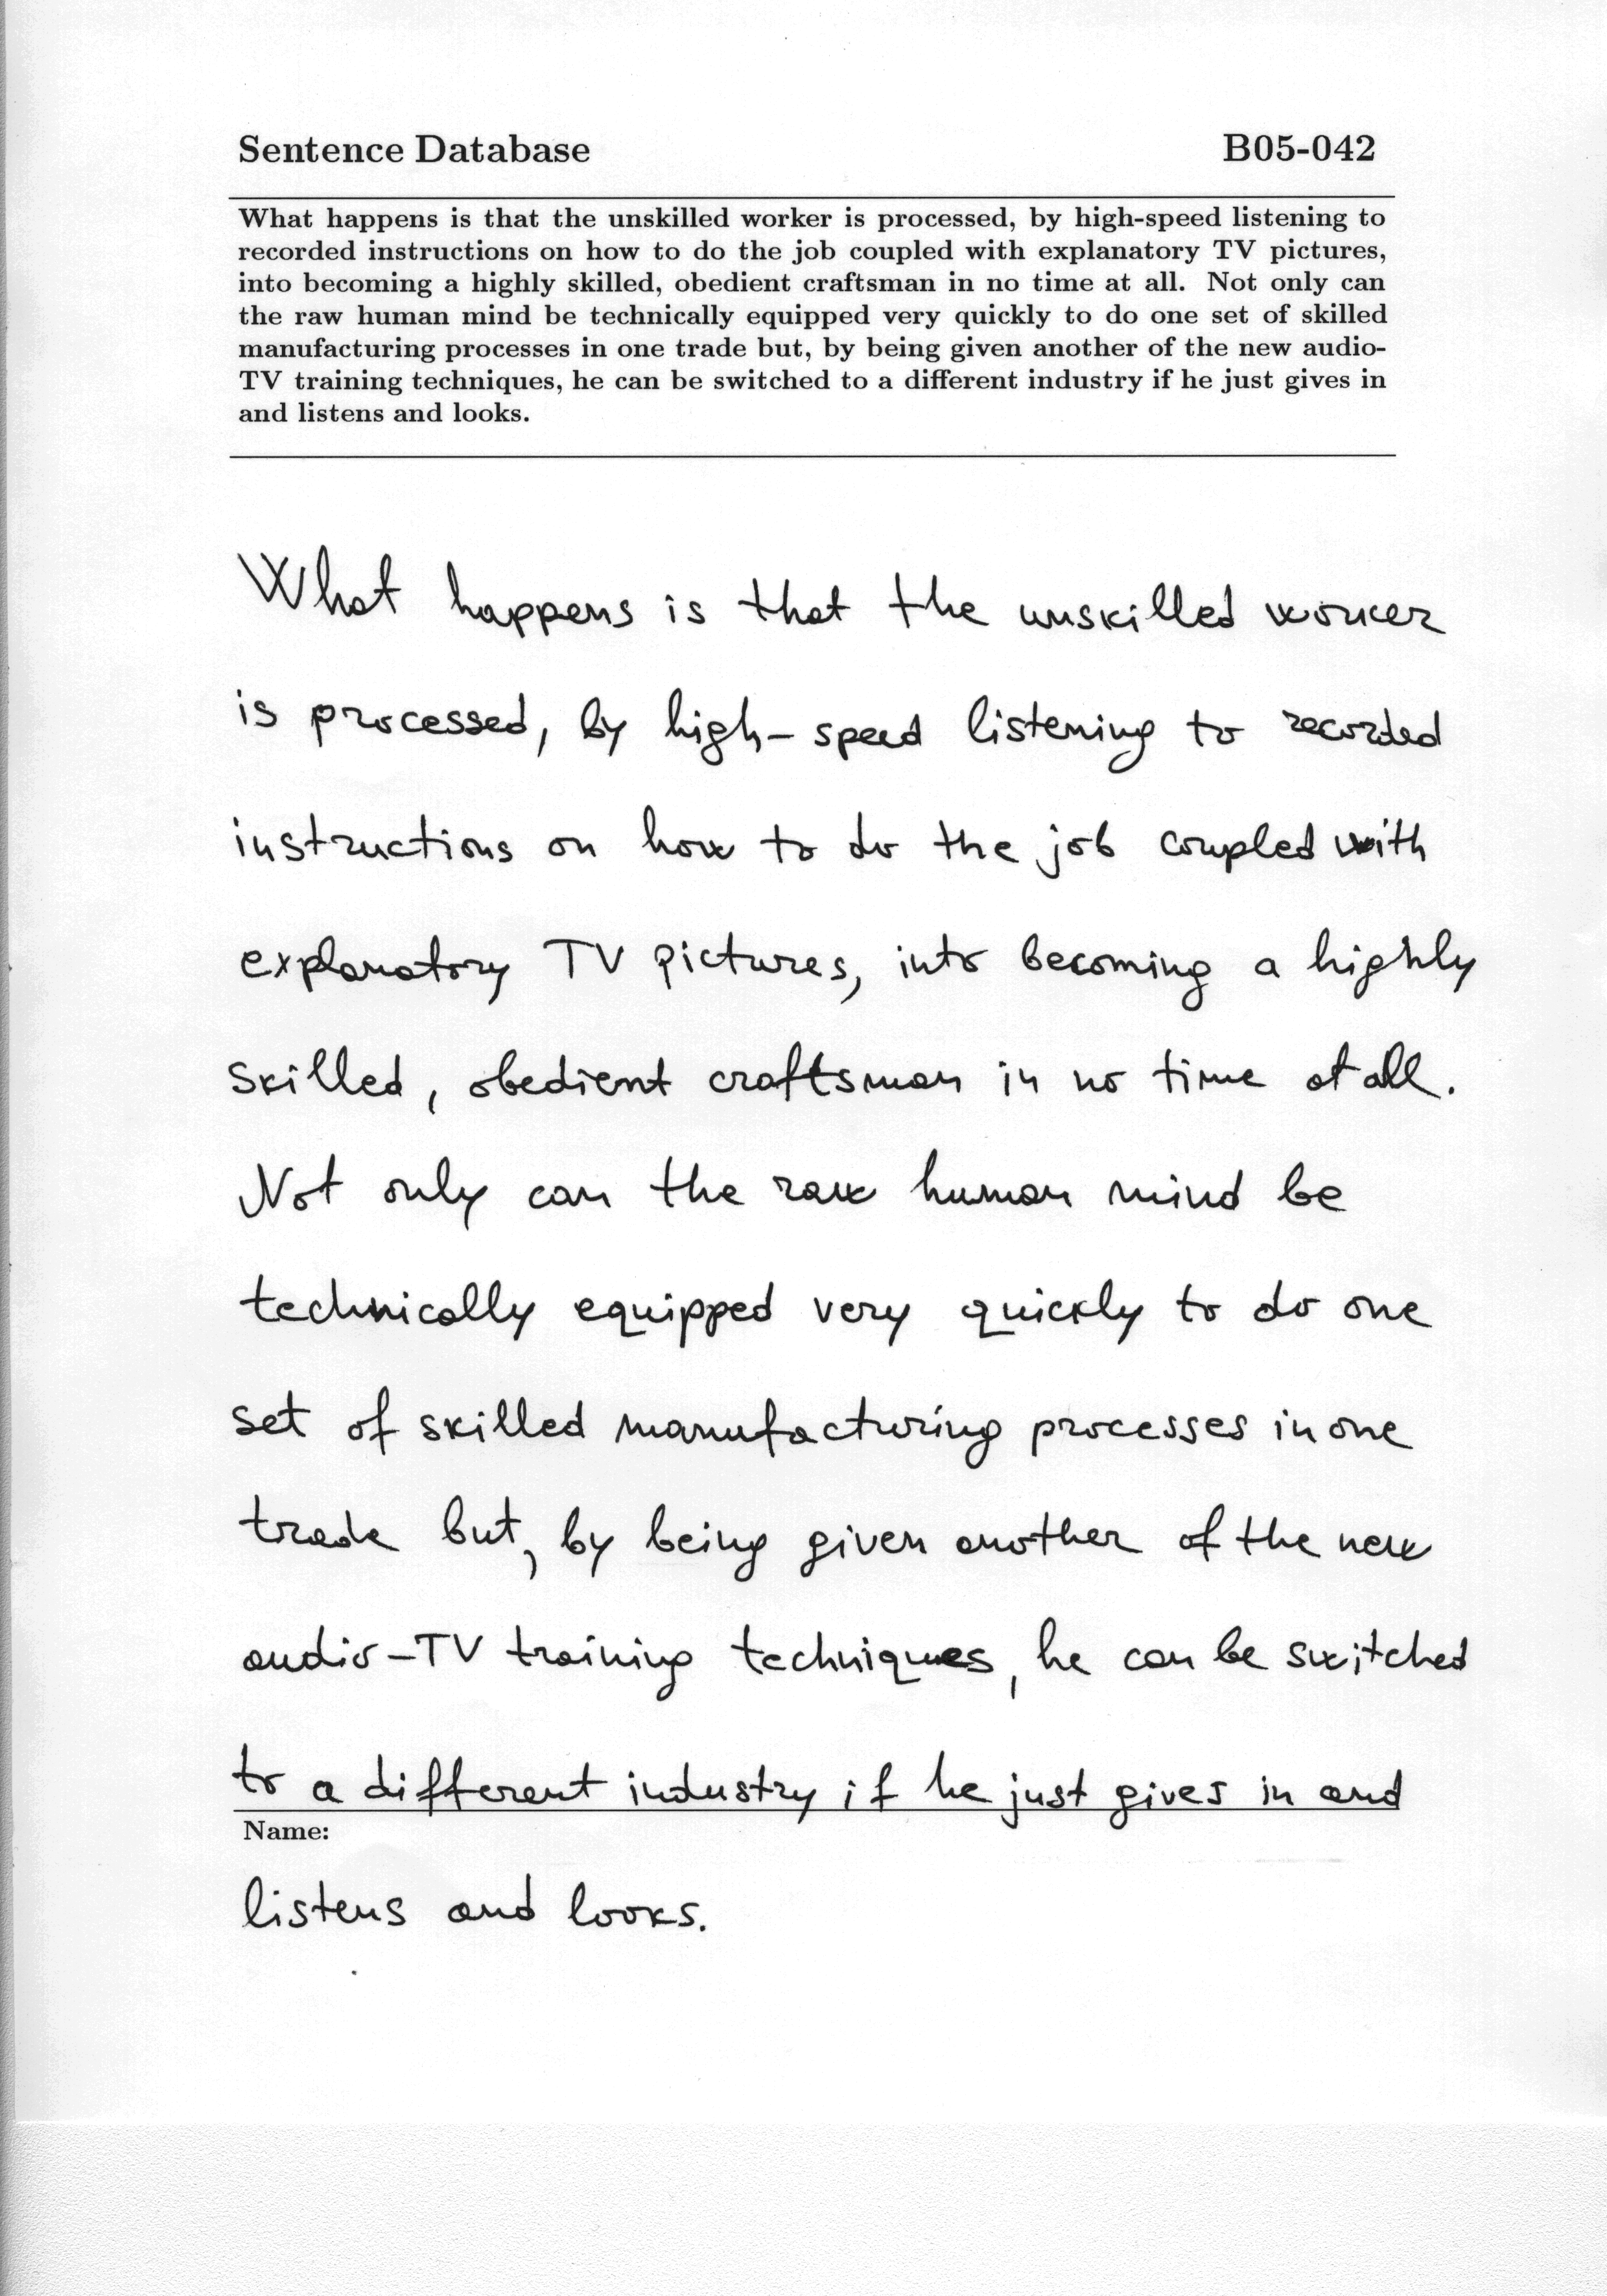 Sentence Database B05-042
What happens is that the unskilled worker is processed, by high-speed listening to
recorded instructions on how to do the job coupled with explanatory TV pictures,
into becoming a highly skilled, obedient craftsman in no time at all. Not only can
the raw human mind be technically equipped very quickly to do one set of skilled
manufacturing processes in one trade but, by being given another of the new audio-
TV training techniques, he can be switched to a different industry if he just gives in
and listens and looks.
What happens is that the unskilled worker
is processed, by high-speed listening to recorded
instructions on how to do the job coupled with
explanatory TV pictures, into becoming a highly
skilled, obedient craftsman in no time at all.
Not only can the raw human mind be
technically equipped very quickly to do one
set of skilled manufacturing processes in one
trade but, by being given another of the new
audio-TV training techniques, he can be switched
to a different industry if he just gives in and
Name:
listens and looks.